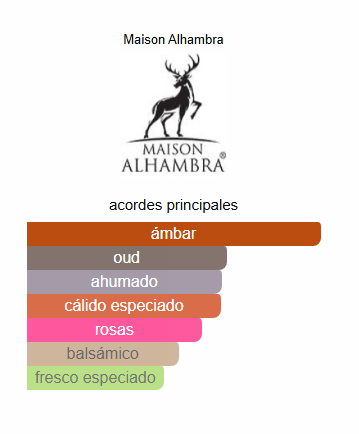 Maison Alhambra
MAISON
ALHAMBRA®
acordes principales
ámbar
oud
ahumado
cálido especiado
rosas
balsámico
fresco especiado